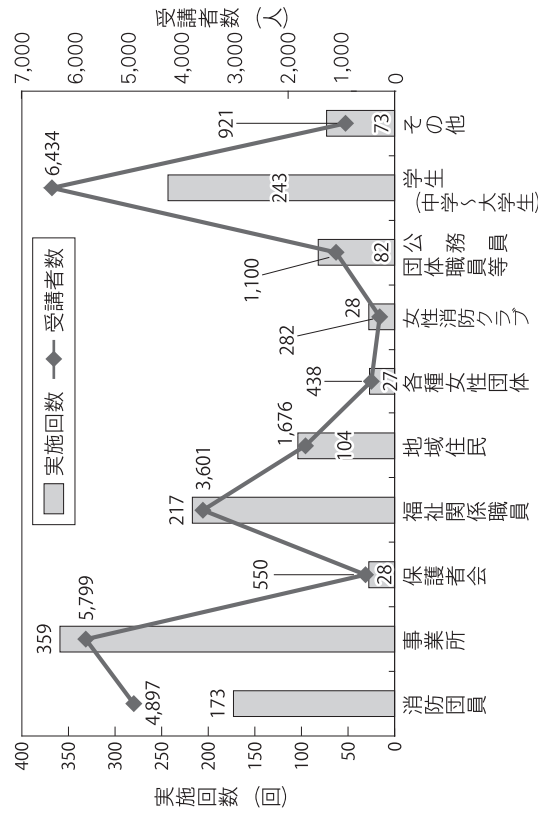 実施回数 受講者数
実施回数(回)
400
350
300
250
200
150
100
50
0
受講者数(人)
7,000
6,000
5,000
4,000
3,000
2,000
1,000
0
173
4,897
359
5,799
28
550
217
3,601
104
1,676
27
438
28
282
82
1,100
243
6,434
73
921
消防団員
事業所
保護者会
福祉関係職員
地域住民
各種女性団体
女性消防クラブ
公務員
団体職員等
学生
(中学~大学生)
その他